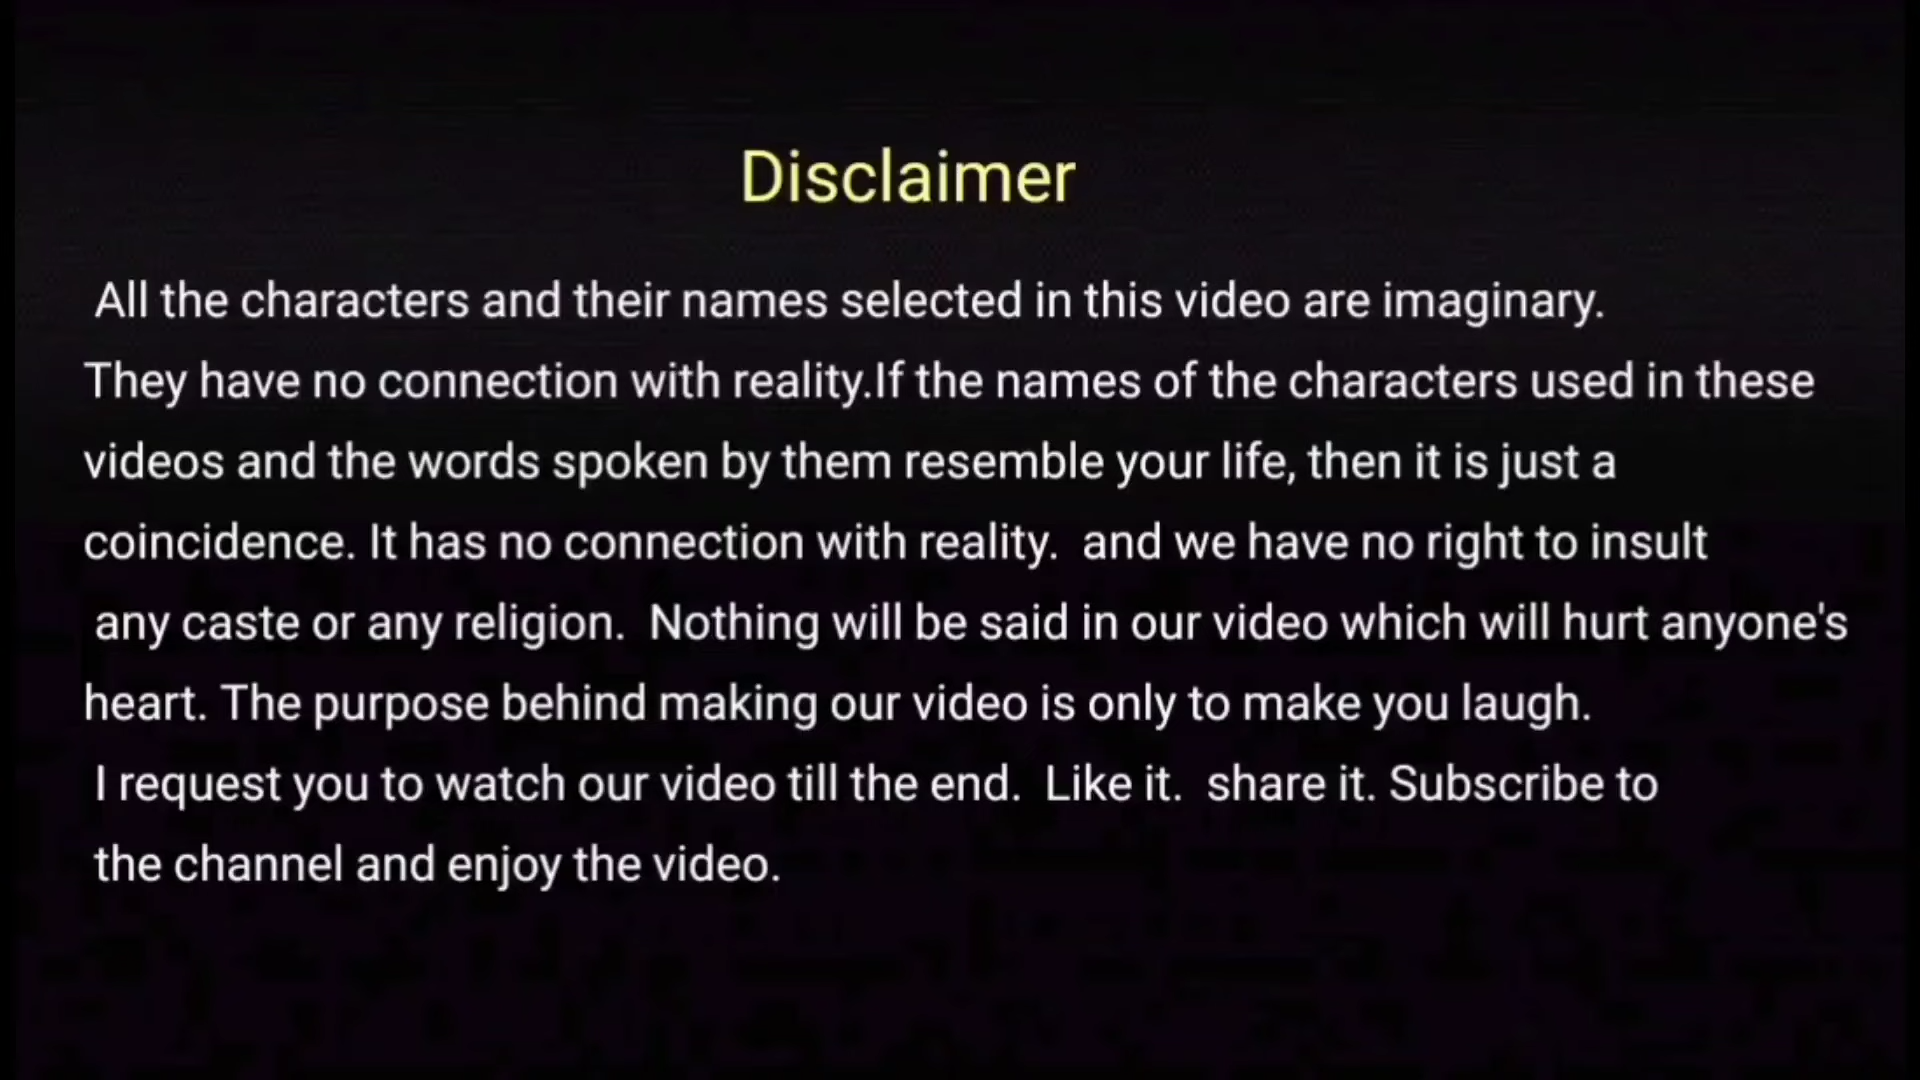 Disclaimer
All the characters and their names selected in this video are imaginary.
They have no connection with reality.If the names of the characters used in these
videos and the words spoken by them resemble your life, then it is just a
coincidence. It has no connection with reality.  and we have no right to insult
any caste or any religion.  Nothing will be said in our video which will hurt anyone's
heart. The purpose behind making our video is only to make you laugh.
I request you to watch our video till the end.  Like it.  share it. Subscribe to
the channel and enjoy the video.